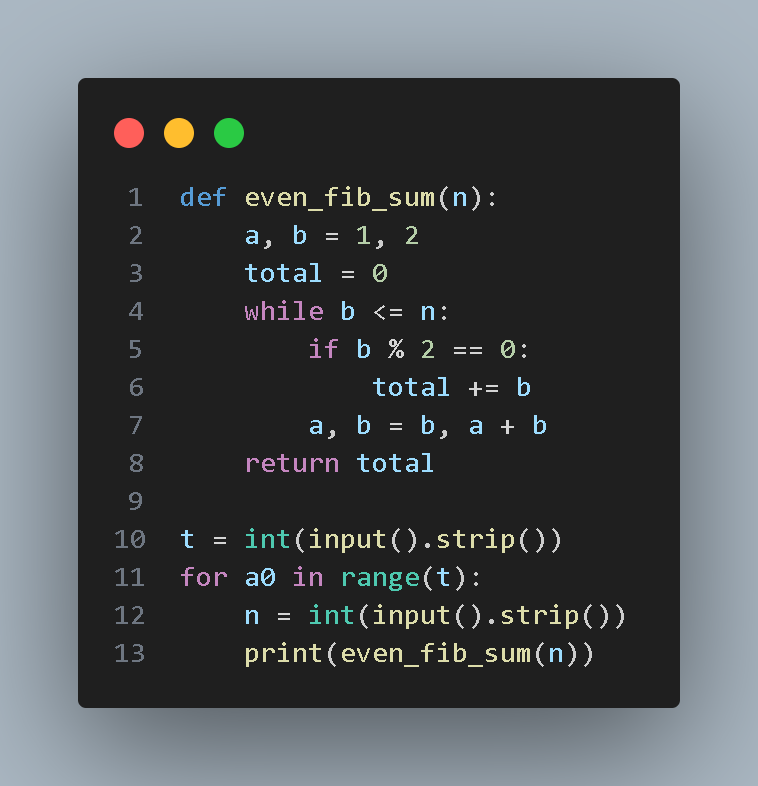 1 def even_fib_sum(n):
2     a, b = 1, 2
3     total = 0
4     while b <= n:
5         if b % 2 == 0:
6             total += b
7         a, b = b, a + b
8     return total
9
10 t = int(input().strip())
11 for a0 in range(t):
12     n = int(input().strip())
13     print(even_fib_sum(n))